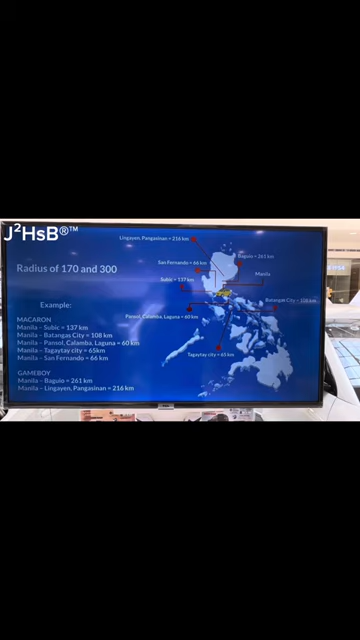 J²HsB®™
Lingayen, Pangasinan = 216 km
Baguio = 261 km
San Fernando = 66 km
Manila
Radius of 170 and 300
Subic = 137 km
Batangas City = 108 km
Example:
Pansol, Calamba, Laguna = 60 km
MACARON
Manila – Subic = 137 km
Manila – Batangas City = 108 km
Manila – Pansol, Calamba, Laguna = 60 km
Manila – Tagaytay city = 65km
Manila – San Fernando = 66 km
Tagaytay city = 65 km
GAMEBOY
Manila – Baguio = 261 km
Manila – Lingayen, Pangasinan = 216 km